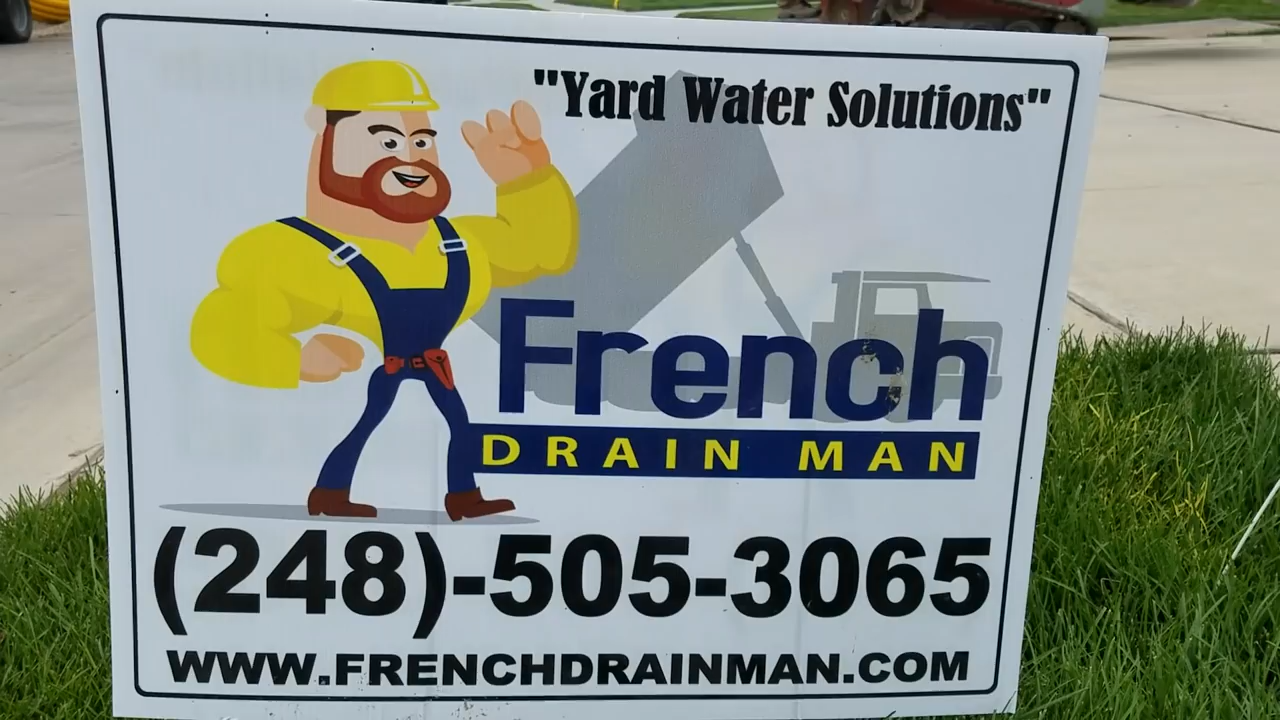 "Yard Water Solutions"
French
DRAIN MAN
(248)-505-3065
WWW.FRENCHDRAINMAN.COM